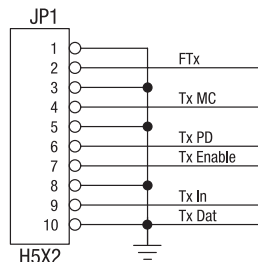 JP1
1
2 FTx
3
4 Tx MC
5
6 Tx PD
7 Tx Enable
8
9 Tx In
10 Tx Dat
H5X2